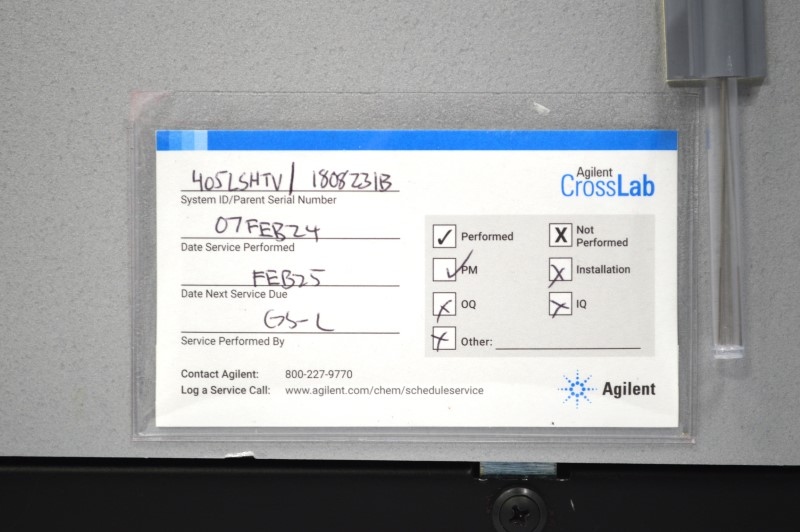 405LSHTV / 1808231B
System ID/Parent Serial Number
07FEB24
Date Service Performed
FEB25
Date Next Service Due
GS-L
Service Performed By
Contact Agilent: 800-227-9770
Log a Service Call: www.agilent.com/chem/scheduleservice
Agilent
CrossLab
✓ Performed
X Not Performed
✓ PM
X Installation
X OQ
X IQ
X Other:
Agilent